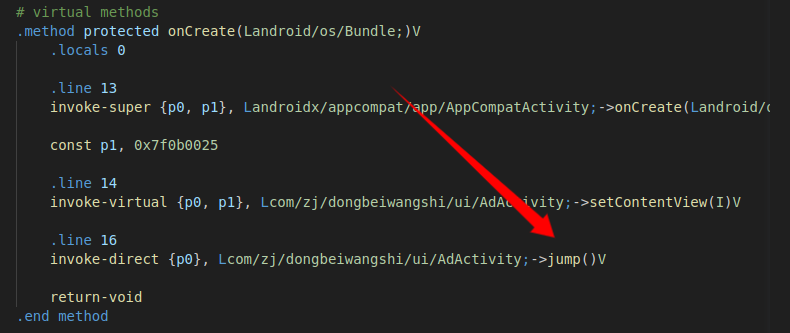 # virtual methods
.method protected onCreate(Landroid/os/Bundle;)V
.locals 0
.line 13
invoke-super {p0, p1}, Landroidx/appcompat/app/AppCompatActivity;->onCreate(Landroid/
const p1, 0x7f0b0025
.line 14
invoke-virtual {p0, p1}, Lcom/zj/dongbeiwangshi/ui/AdActivity;->setContentView(I)V
.line 16
invoke-direct {p0}, Lcom/zj/dongbeiwangshi/ui/AdActivity;->jump()V
return-void
.end method